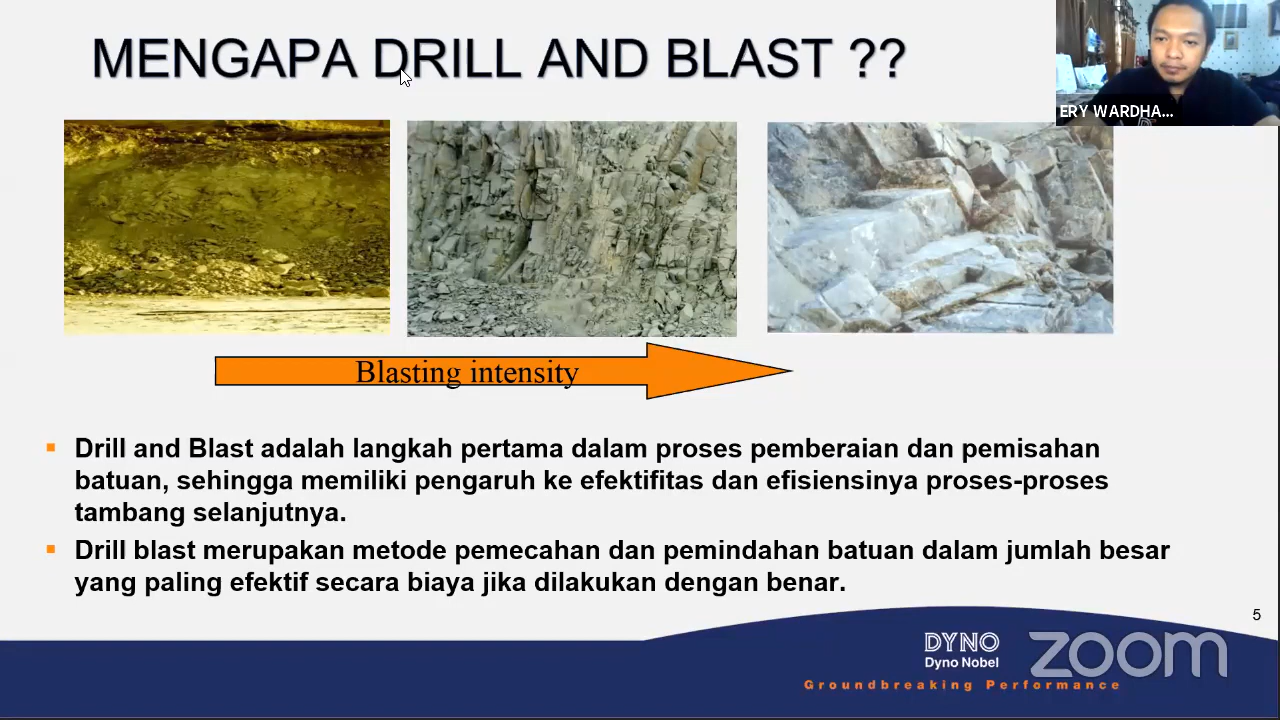 MENGAPA DRILL AND BLAST ??
ERY WARDHA...
Blasting intensity
Drill and Blast adalah langkah pertama dalam proses pemberaian dan pemisahan
batuan, sehingga memiliki pengaruh ke efektifitas dan efisiensinya proses-proses
tambang selanjutnya.
Drill blast merupakan metode pemecahan dan pemindahan batuan dalam jumlah besar
yang paling efektif secara biaya jika dilakukan dengan benar.
5
DYNO
Dyno Nobel
zoom
Groundbreaking Performance